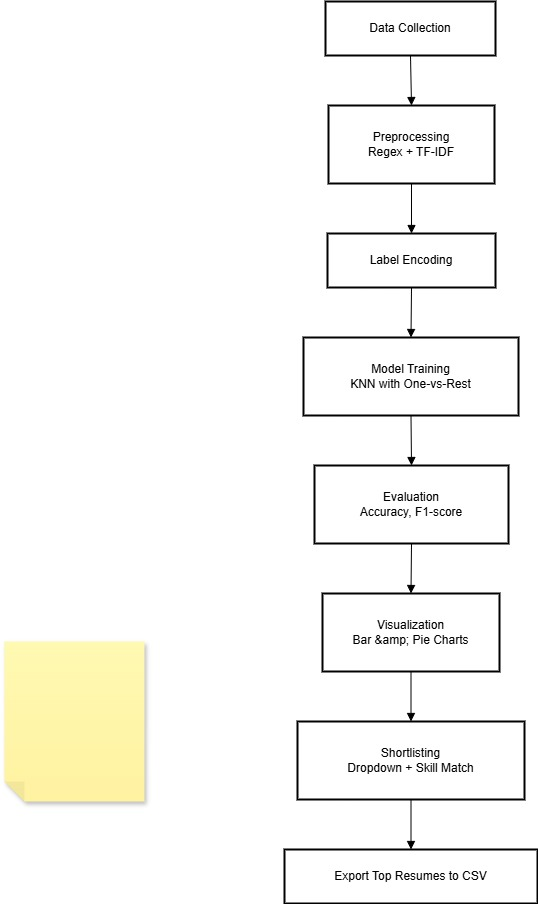 Data Collection
Preprocessing
Regex + TF-IDF
Label Encoding
Model Training
KNN with One-vs-Rest
Evaluation
Accuracy, F1-score
Visualization
Bar &amp; Pie Charts
Shortlisting
Dropdown + Skill Match
Export Top Resumes to CSV